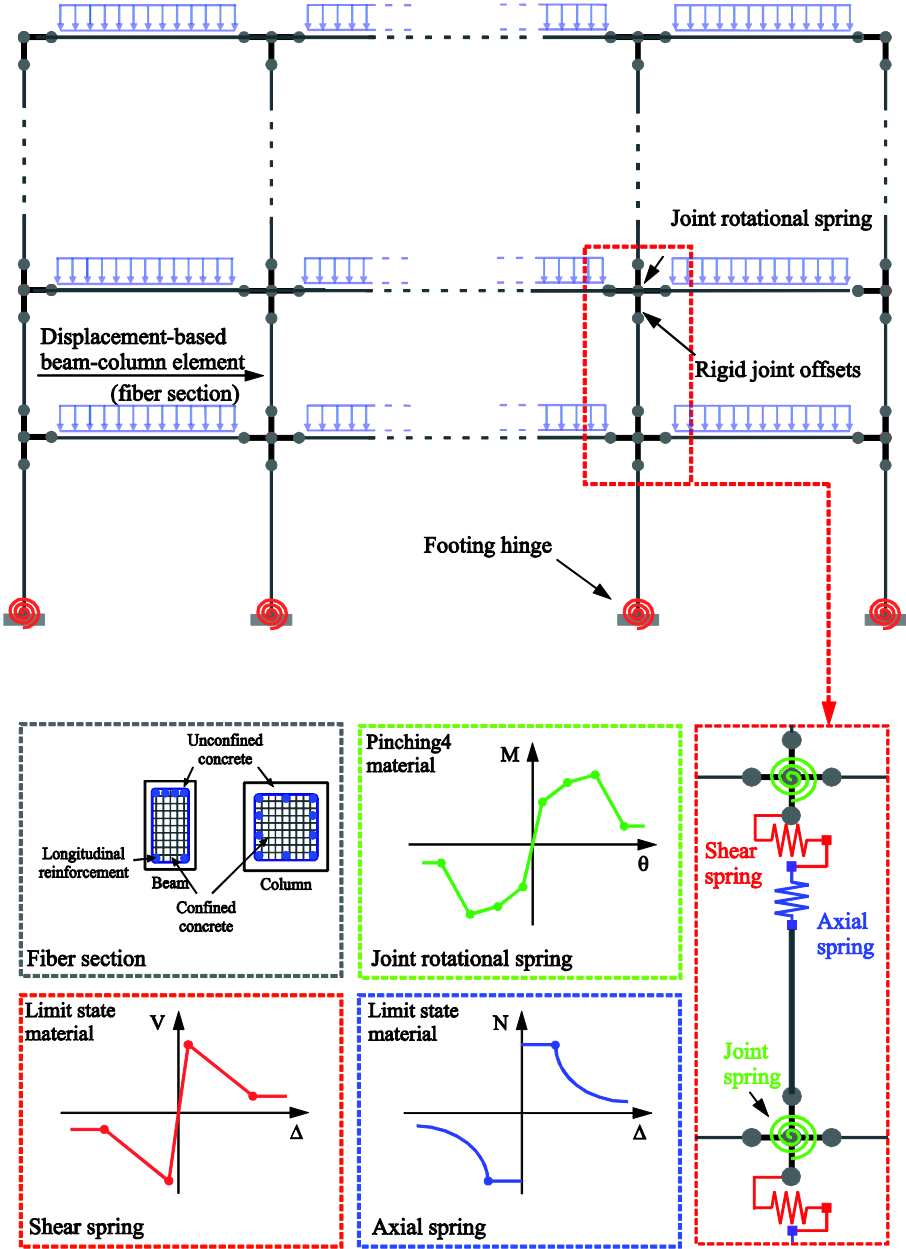 Joint rotational spring
Displacement-based
beam-column element
(fiber section)
Rigid joint offsets
Footing hinge
Unconfined
concrete
Longitudinal
reinforcement
Beam
Column
Confined
concrete
Fiber section
Pinching4
material
M
θ
Joint rotational spring
Shear
spring
Axial
spring
Joint
spring
Limit state
material
V
Δ
Shear spring
Limit state
material
N
Δ
Axial spring